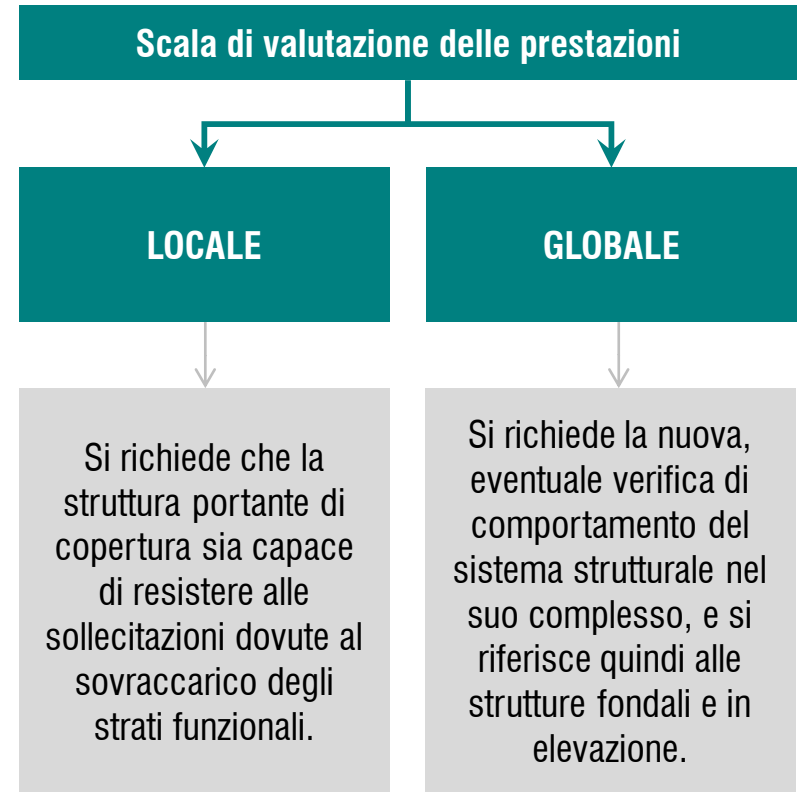 Scala di valutazione delle prestazioni
LOCALE
GLOBALE
Si richiede che la
struttura portante di
copertura sia capace
di resistere alle
sollecitazioni dovute al
sovraccarico degli
strati funzionali.
Si richiede la nuova,
eventuale verifica di
comportamento del
sistema strutturale nel
suo complesso, e si
riferisce quindi alle
strutture fondali e in
elevazione.